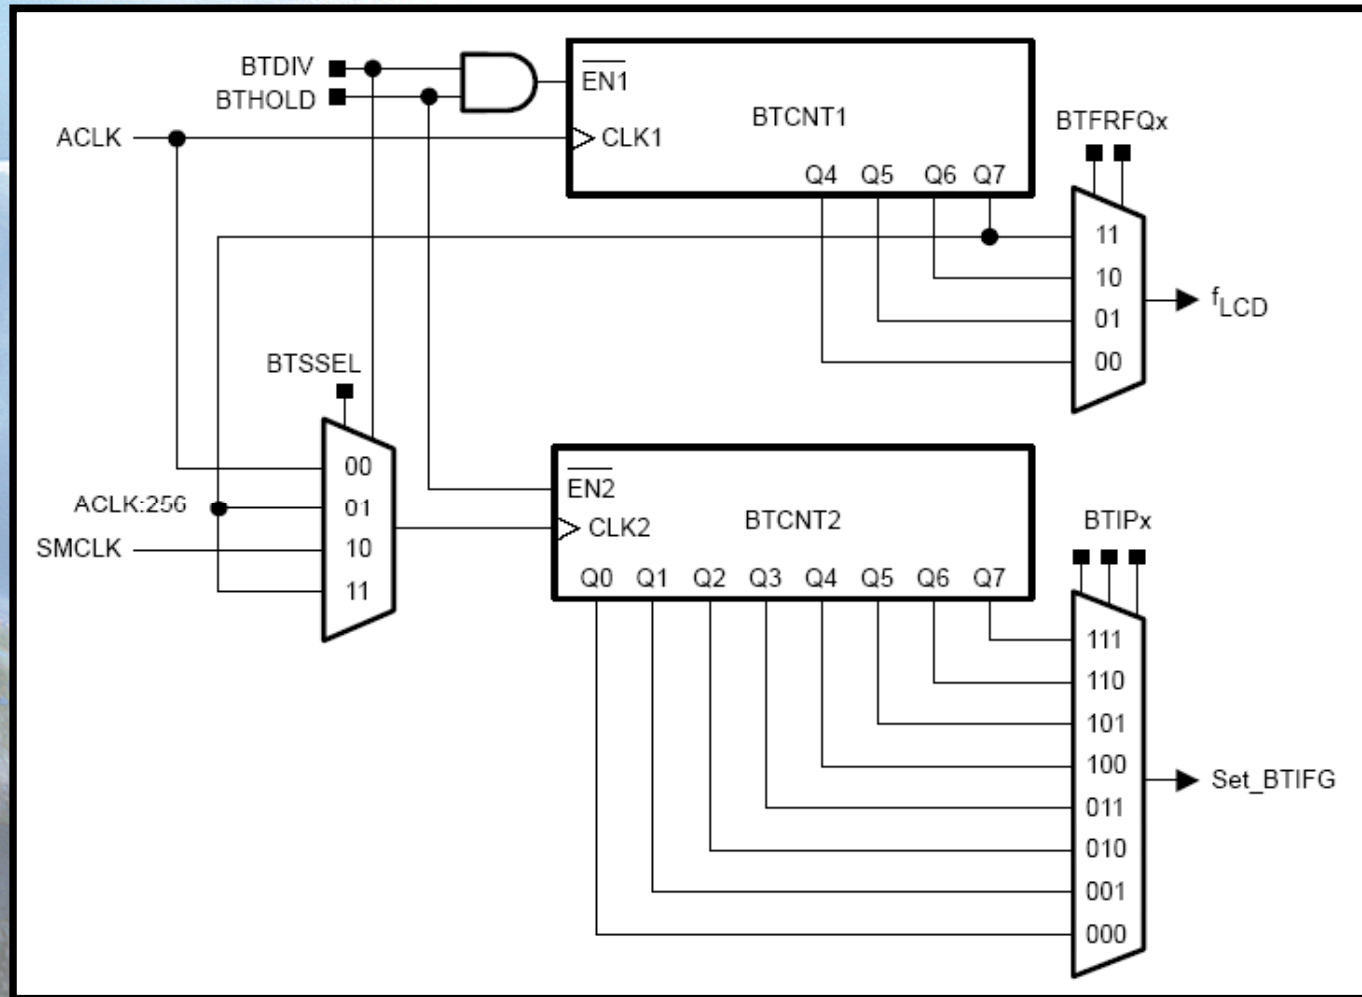 BTDIV
BTHOLD
ACLK
EN1
CLK1
BTCNT1
Q4 Q5 Q6 Q7
BTFRFQx
11
10
01
00
fLCD
BTSSEL
00
01
10
11
ACLK:256
SMCLK
EN2
CLK2
BTCNT2
Q0 Q1 Q2 Q3 Q4 Q5 Q6 Q7
BTIPx
111
110
101
100
011
010
001
000
Set_BTIFG